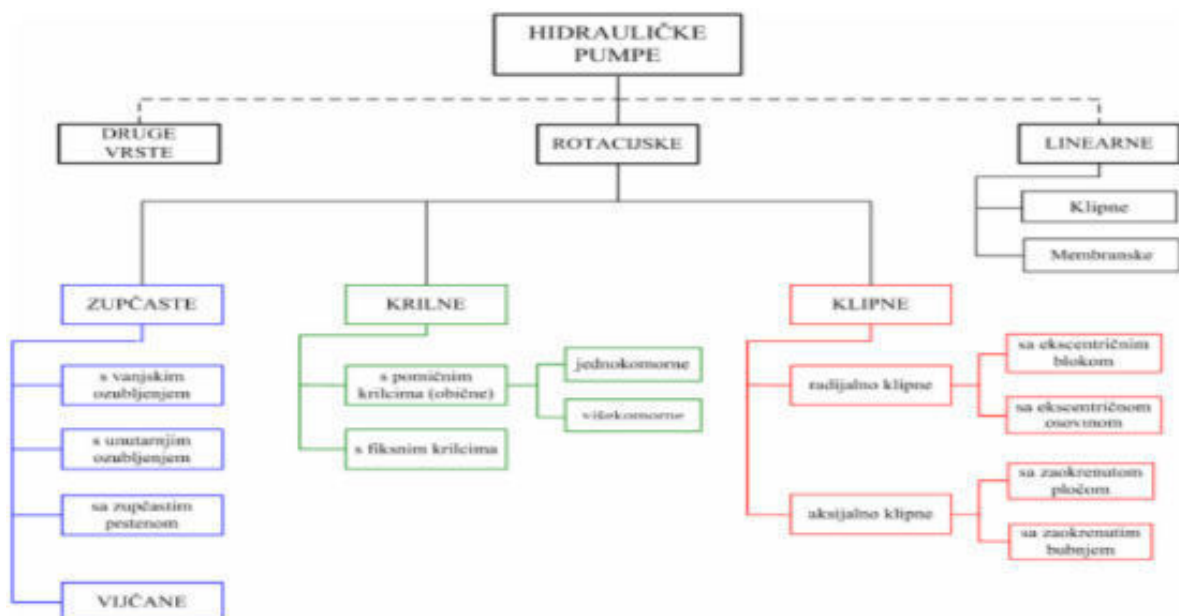 HIDRAULIČKE
PUMPE
DRUGE
VRSTE
ROTACIJSKE
LINEARNE
Klipne
Membranske
ZUPČASTE
s vanjskim
ozubljenjem
s unutarnjim
ozubljenjem
sa zupčastim
prstenom
VIJČANE
KRILNE
s pomičnim
krilcima (obične)
jednokomorne
višekomorne
s fiksnim krilcima
KLIPNE
radijalno klipne
sa ekscentričnim
blokom
sa ekscentričnom
osovinom
aksijalno klipne
sa zaokrenutom
pločom
sa zaokrenutim
bubnjem